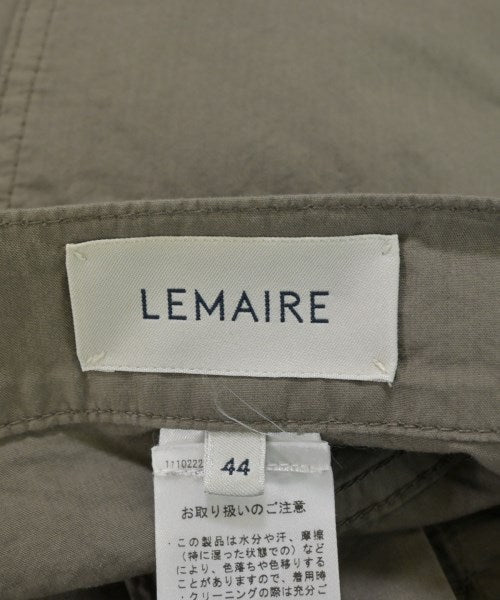 LEMAIRE
1110222
44
お取り扱いのご注意
・この製品は水分や汗、摩擦
(特に湿った状態での)など
により、色落ちや色移りする
ことがありますので、着用時
・クリーニングの際は充分ご